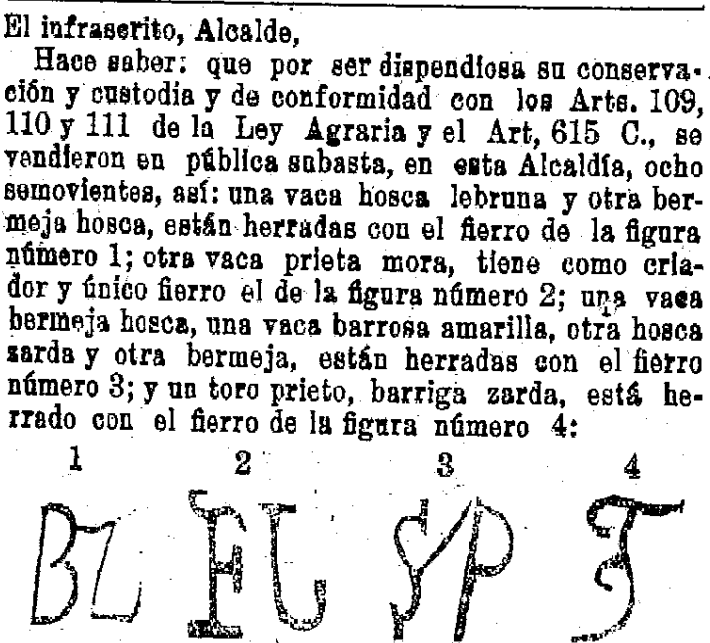 El infrascrito, Alcalde,
Hace saber: que por ser dispendiosa su conserva-
ción y custodia y de conformidad con los Arts. 109,
110 y 111 de la Ley Agraria y el Art, 615 C., se
vendieron en pública subasta, en esta Alcaldía, ocho
semovientes, así: una vaca hosca lebruna y otra ber-
meja hosca, están herradas con el fierro de la figura
número 1; otra vaca prieta mora, tiene como cria-
dor y único fierro el de la figura número 2; una vaca
bermeja hosca, una vaca barrosa amarilla, otra hosca
zarda y otra bermeja, están herradas con el fierro
número 3; y un toro prieto, barriga zarda, está he-
rrado con el fierro de la figura número 4:
1 2 3 4